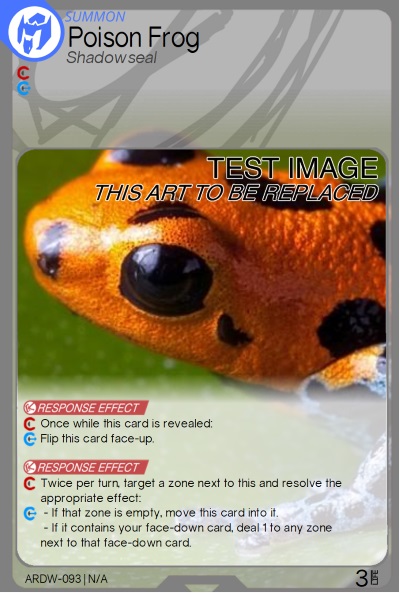 SUMMON
Poison Frog
Shadowseal
TEST IMAGE
THIS ART TO BE REPLACED
RESPONSE EFFECT
Once while this card is revealed:
Flip this card face-up.
RESPONSE EFFECT
Twice per turn, target a zone next to this and resolve the
appropriate effect:
- If that zone is empty, move this card into it.
- If it contains your face-down card, deal 1 to any zone
next to that face-down card.
ARDW-093 | N/A
3 LIFE